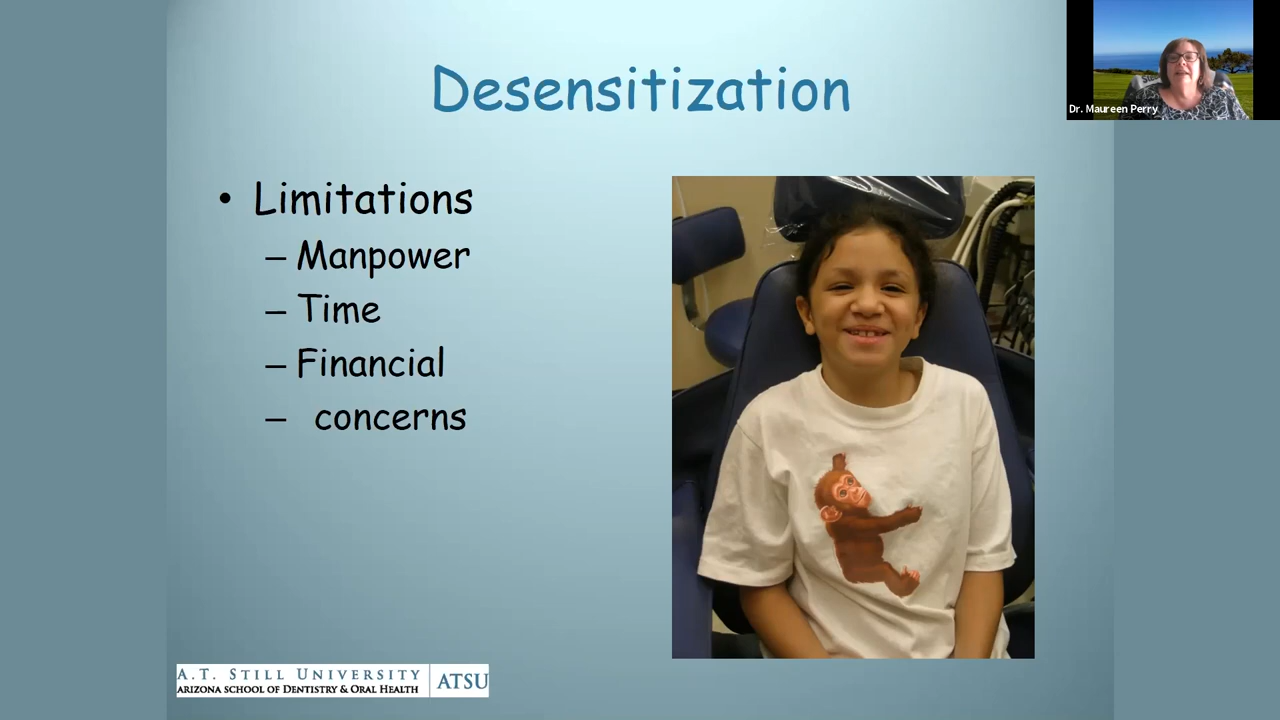 Desensitization
• Limitations
– Manpower
– Time
– Financial
– concerns
A.T. STILL UNIVERSITY
ARIZONA SCHOOL OF DENTISTRY & ORAL HEALTH
ATSU
Dr. Maureen Perry